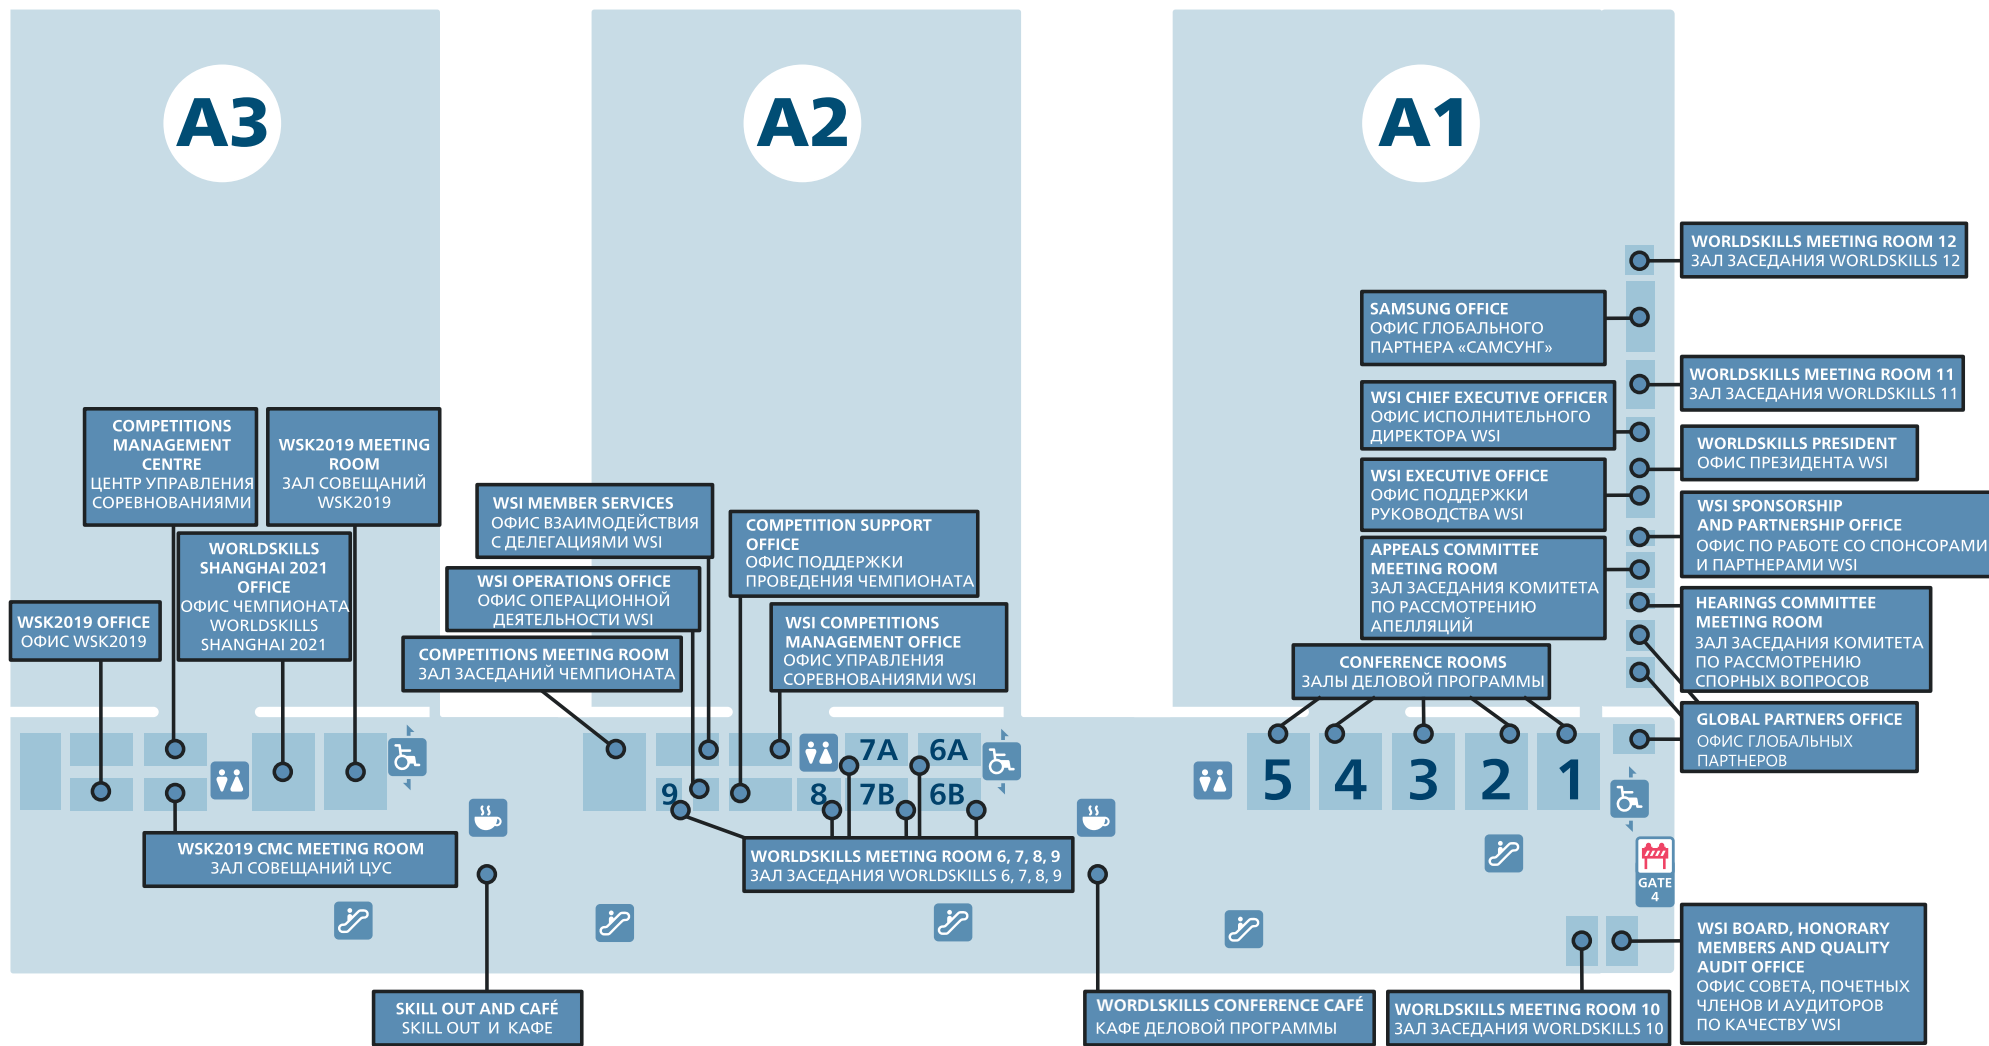 A3
A2
A1
WORLDSKILLS MEETING ROOM 12
ЗАЛ ЗАСЕДАНИЯ WORLDSKILLS 12
SAMSUNG OFFICE
ОФИС ГЛОБАЛЬНОГО
ПАРТНЕРА «САМСУНГ»
WORLDSKILLS MEETING ROOM 11
ЗАЛ ЗАСЕДАНИЯ WORLDSKILLS 11
WSI CHIEF EXECUTIVE OFFICER
ОФИС ИСПОЛНИТЕЛЬНОГО
ДИРЕКТОРА WSI
WORLDSKILLS PRESIDENT
ОФИС ПРЕЗИДЕНТА WSI
WSI EXECUTIVE OFFICE
ОФИС ПОДДЕРЖКИ
РУКОВОДСТВА WSI
WSI SPONSORSHIP
AND PARTNERSHIP OFFICE
ОФИС ПО РАБОТЕ СО СПОНСОРАМИ
И ПАРТНЕРАМИ WSI
APPEALS COMMITTEE
MEETING ROOM
ЗАЛ ЗАСЕДАНИЯ КОМИТЕТА
ПО РАССМОТРЕНИЮ
АПЕЛЛЯЦИЙ
HEARINGS COMMITTEE
MEETING ROOM
ЗАЛ ЗАСЕДАНИЯ КОМИТЕТА
ПО РАССМОТРЕНИЮ
СПОРНЫХ ВОПРОСОВ
CONFERENCE ROOMS
ЗАЛЫ ДЕЛОВОЙ ПРОГРАММЫ
GLOBAL PARTNERS OFFICE
ОФИС ГЛОБАЛЬНЫХ
ПАРТНЕРОВ
COMPETITIONS
MANAGEMENT
CENTRE
ЦЕНТР УПРАВЛЕНИЯ
СОРЕВНОВАНИЯМИ
WSK2019 MEETING
ROOM
ЗАЛ СОВЕЩАНИЙ
WSK2019
WORLDSKILLS
SHANGHAI 2021
OFFICE
ОФИС ЧЕМПИОНАТА
WORLDSKILLS
SHANGHAI 2021
WSK2019 OFFICE
ОФИС WSK2019
WSI MEMBER SERVICES
ОФИС ВЗАИМОДЕЙСТВИЯ
С ДЕЛЕГАЦИЯМИ WSI
COMPETITION SUPPORT
OFFICE
ОФИС ПОДДЕРЖКИ
ПРОВЕДЕНИЯ ЧЕМПИОНАТА
WSI OPERATIONS OFFICE
ОФИС ОПЕРАЦИОННОЙ
ДЕЯТЕЛЬНОСТИ WSI
WSI COMPETITIONS
MANAGEMENT OFFICE
ОФИС УПРАВЛЕНИЯ
СОРЕВНОВАНИЯМИ WSI
COMPETITIONS MEETING ROOM
ЗАЛ ЗАСЕДАНИЙ ЧЕМПИОНАТА
7A
6A
9
8
7B
6B
5
4
3
2
1
WSK2019 CMC MEETING ROOM
ЗАЛ СОВЕЩАНИЙ ЦУС
WORLDSKILLS MEETING ROOM 6, 7, 8, 9
ЗАЛ ЗАСЕДАНИЯ WORLDSKILLS 6, 7, 8, 9
GATE
4
WSI BOARD, HONORARY
MEMBERS AND QUALITY
AUDIT OFFICE
ОФИС СОВЕТА, ПОЧЕТНЫХ
ЧЛЕНОВ И АУДИТОРОВ
ПО КАЧЕСТВУ WSI
SKILL OUT AND CAFÉ
SKILL OUT И КАФЕ
WORDLSKILLS CONFERENCE CAFÉ
КАФЕ ДЕЛОВОЙ ПРОГРАММЫ
WORLDSKILLS MEETING ROOM 10
ЗАЛ ЗАСЕДАНИЯ WORLDSKILLS 10